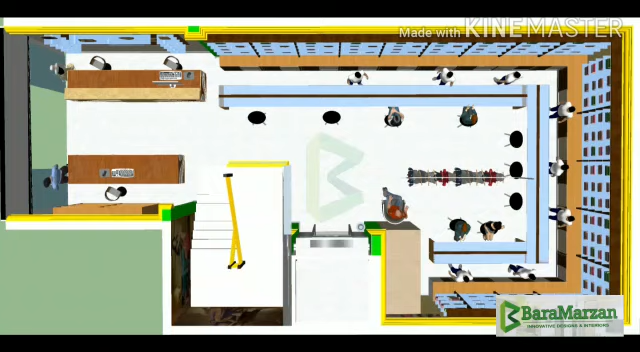 Made with KINEMASTER
BaraMarzan
INNOVATIVE DESIGNS & INTERIORS